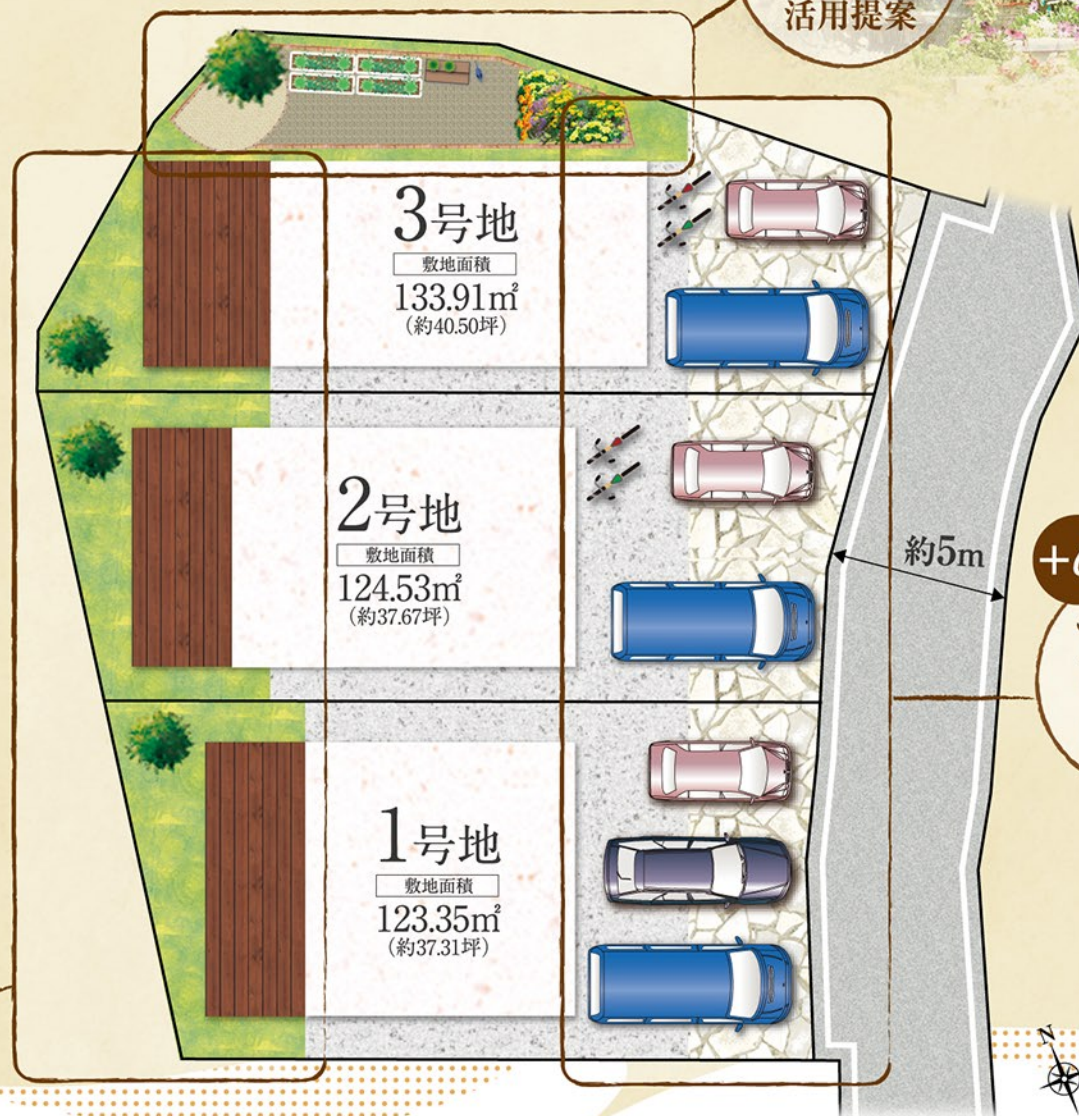 活用提案
3号地
敷地面積
133.91㎡
(約40.50坪)
2号地
敷地面積
124.53㎡
(約37.67坪)
約5m
1号地
敷地面積
123.35㎡
(約37.31坪)
N